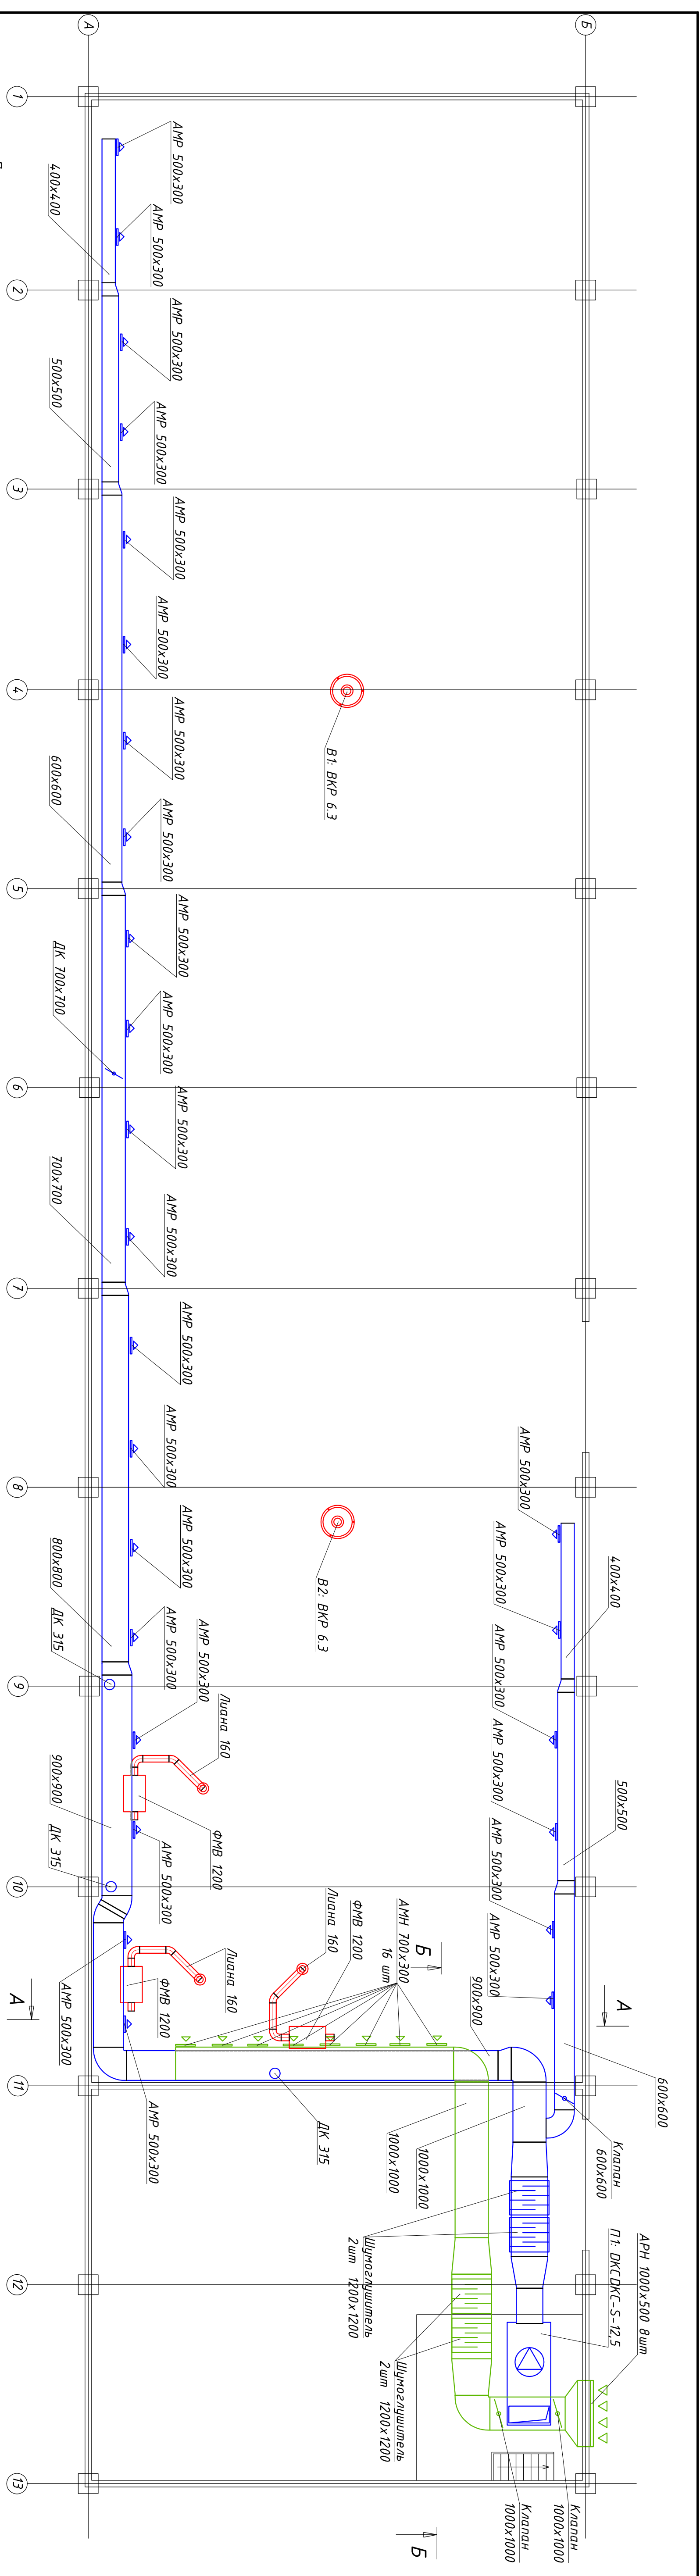 А
Б
1
АМР 500х300
АМР 500х300
400х400
2
АМР 500х300
АМР 500х300
500х500
3
АМР 500х300
АМР 500х300
4
В1: ВКР 6.3
АМР 500х300
АМР 500х300
600х600
5
АМР 500х300
АМР 500х300
ДК 700х700
6
АМР 500х300
АМР 500х300
700х700
7
АМР 500х300
АМР 500х300
8
В2: ВКР 6.3
АМР 500х300
АМР 500х300
800х800
ДК 315
9
АМР 500х300
АМР 500х300
АМР 500х300
АМР 500х300
АМР 500х300
АМР 500х300
АМР 500х300
400х400
500х500
Лиана 160
ФМВ 1200
АМР 500х300
900х900
ДК 315
10
Лиана 160
ФМВ 1200
АМР 500х300
АМР 500х300
Лиана 160
ФМВ 1200
АМН 700х300
16 шт
Б
900х900
А
А
600х600
11
ДК 315
1000х1000
1000х1000
Клапан
600х600
Шумоглушитель
2шт 1200х1200
Шумоглушитель
2шт 1200х1200
12
П1: DKCDKC-S-12,5
АРН 1000х500 8шт
Клапан
1000х1000
Клапан
1000х1000
13
Б